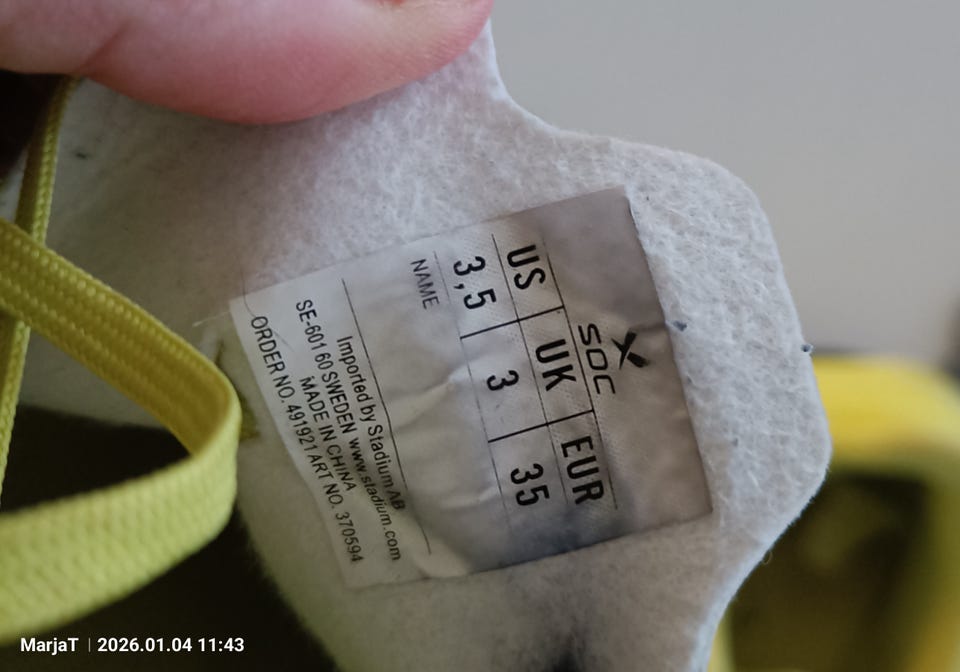 SOC
US UK EUR
3,5 3 35
NAME
Imported by Stadium AB
SE-601 60 SWEDEN www.stadium.com
MADE IN CHINA
ORDER NO. 491921 ART NO. 370594
MarjaT | 2026.01.04 11:43